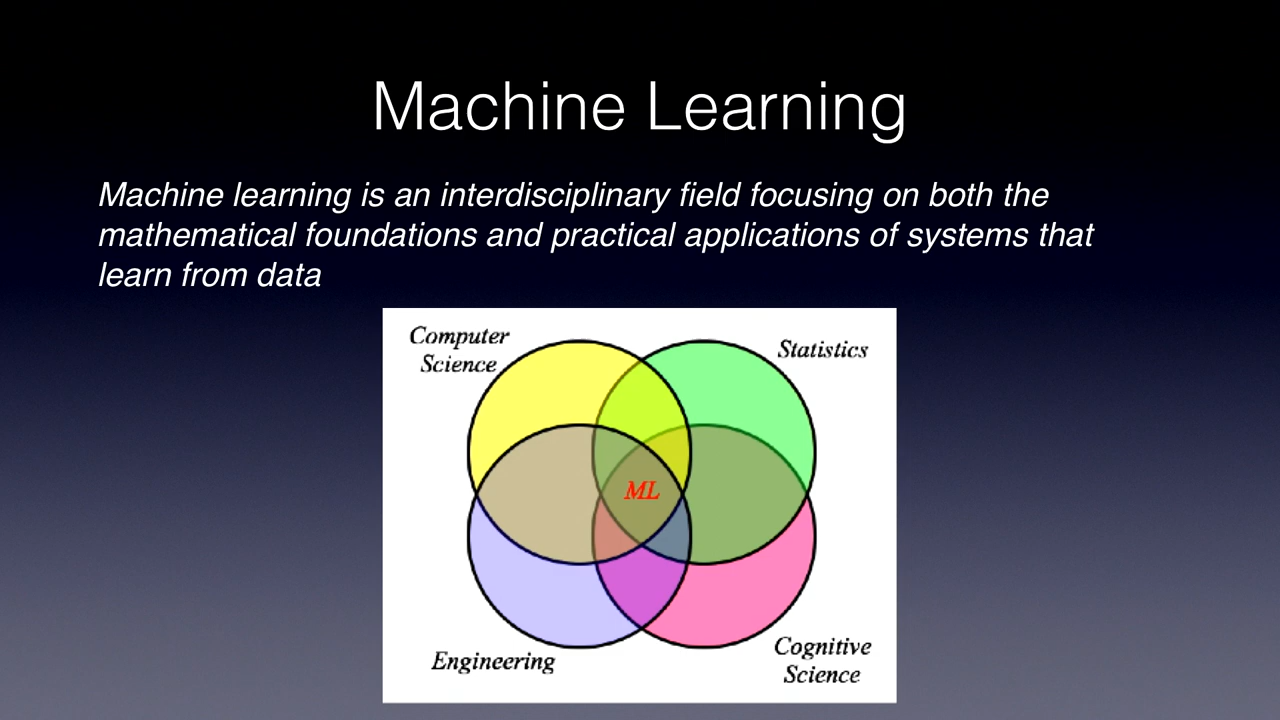 Machine Learning
Machine learning is an interdisciplinary field focusing on both the
mathematical foundations and practical applications of systems that
learn from data
Computer
Science
Statistics
ML
Engineering
Cognitive
Science